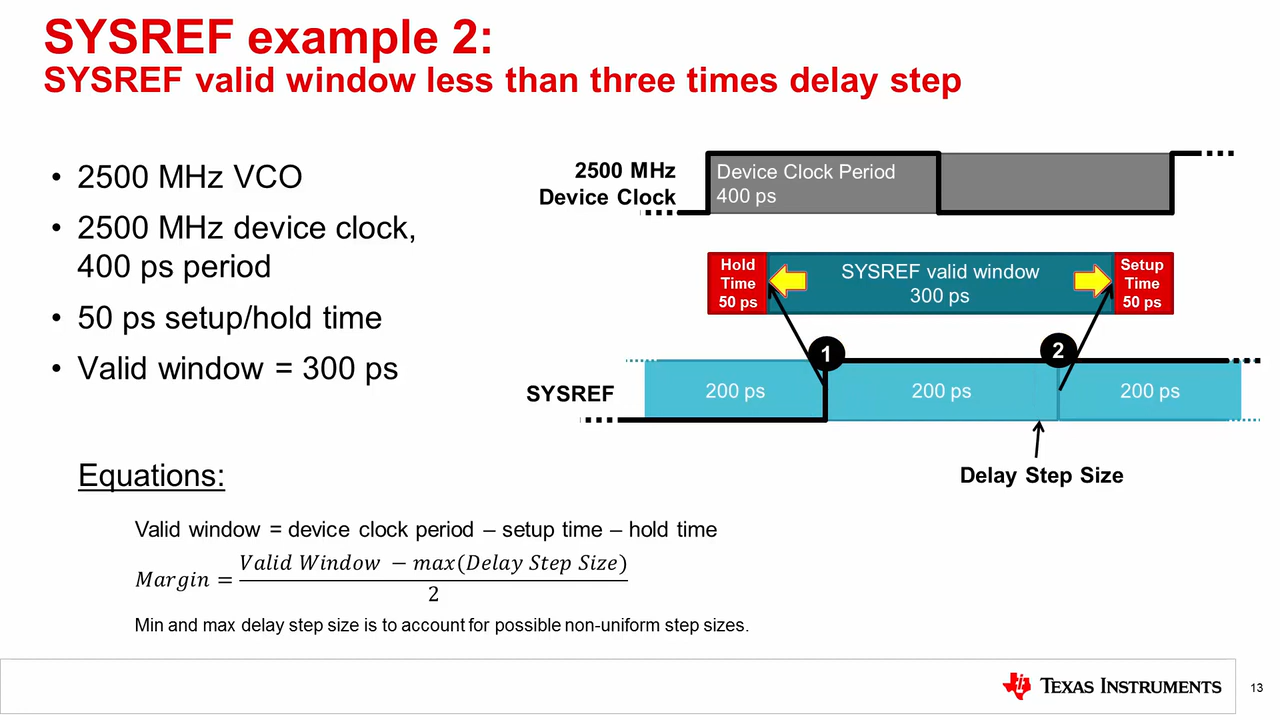 SYSREF example 2:
SYSREF valid window less than three times delay step
• 2500 MHz VCO
• 2500 MHz device clock,
400 ps period
• 50 ps setup/hold time
• Valid window = 300 ps
2500 MHz
Device Clock
Device Clock Period
400 ps
Hold
Time
50 ps
SYSREF valid window
300 ps
Setup
Time
50 ps
1
2
SYSREF
200 ps
200 ps
200 ps
Delay Step Size
Equations:
Valid window = device clock period – setup time – hold time
Margin = (Valid Window − max(Delay Step Size)) / 2
Min and max delay step size is to account for possible non-uniform step sizes.
TEXAS INSTRUMENTS
13